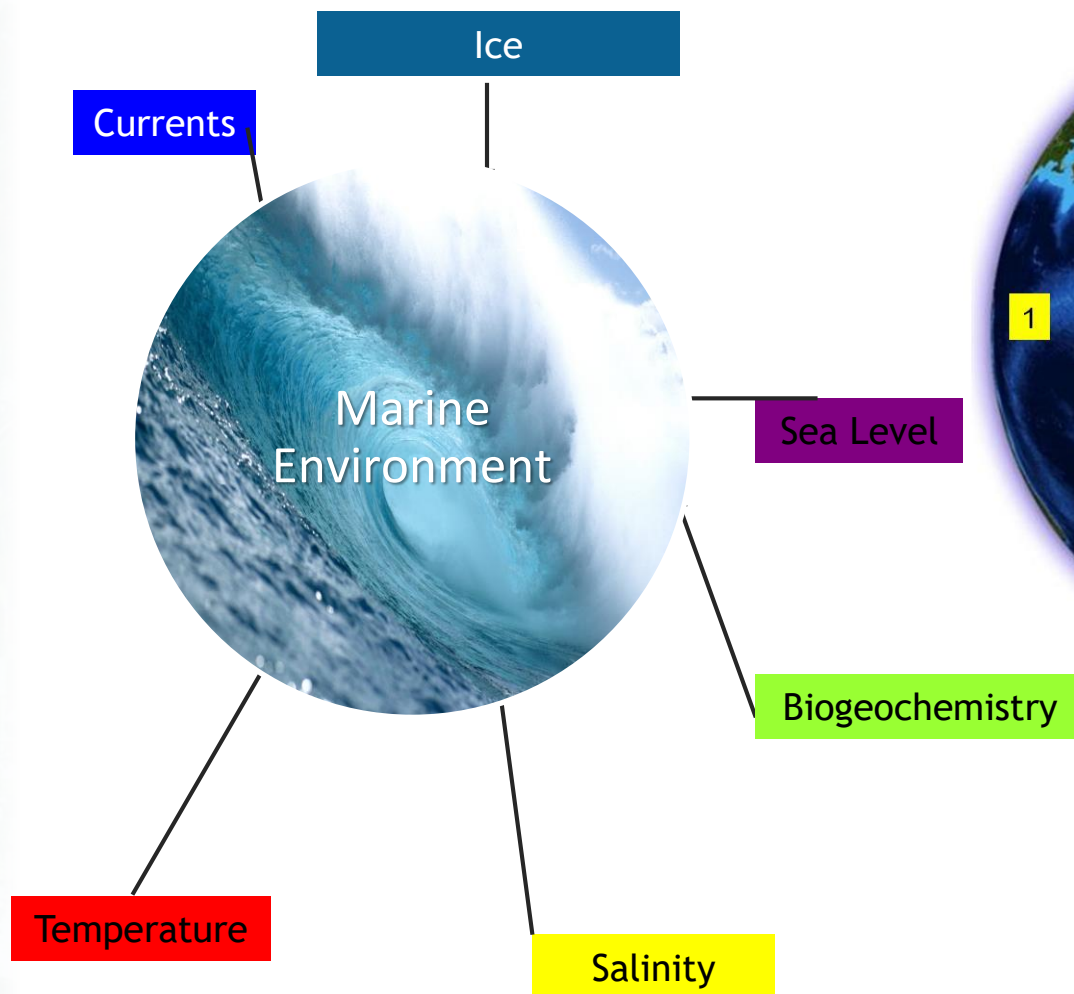 Ice
Currents
1
Marine
Environment
Sea Level
Biogeochemistry
Temperature
Salinity